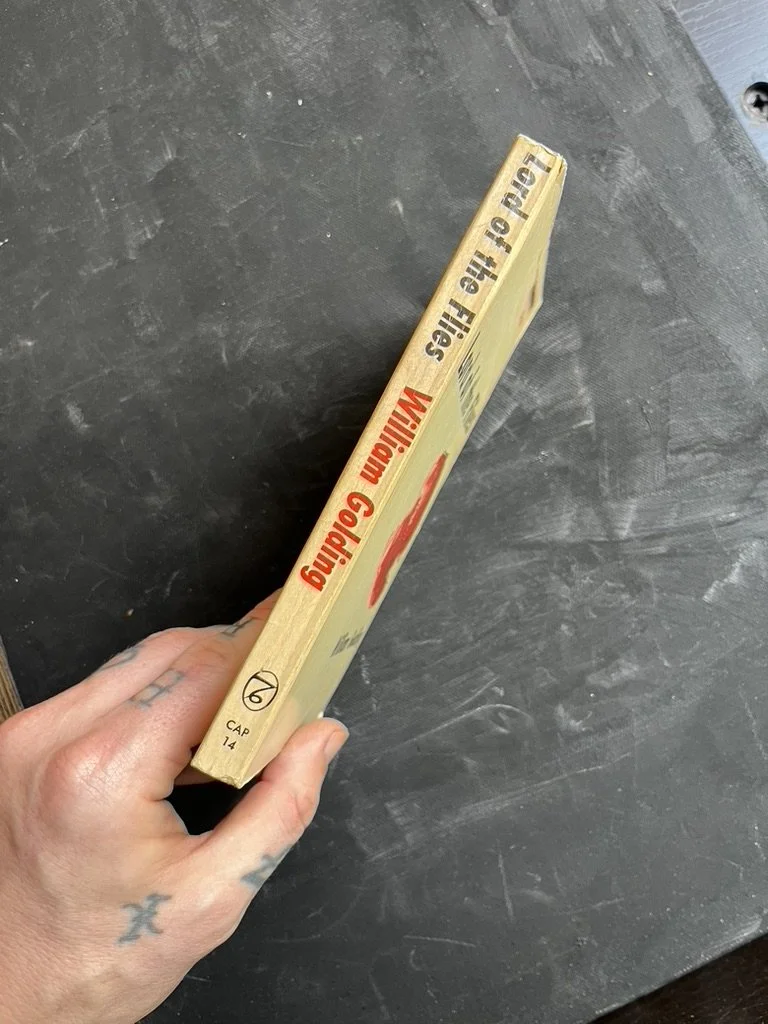 Lord of the Flies
William Golding
CAP
14